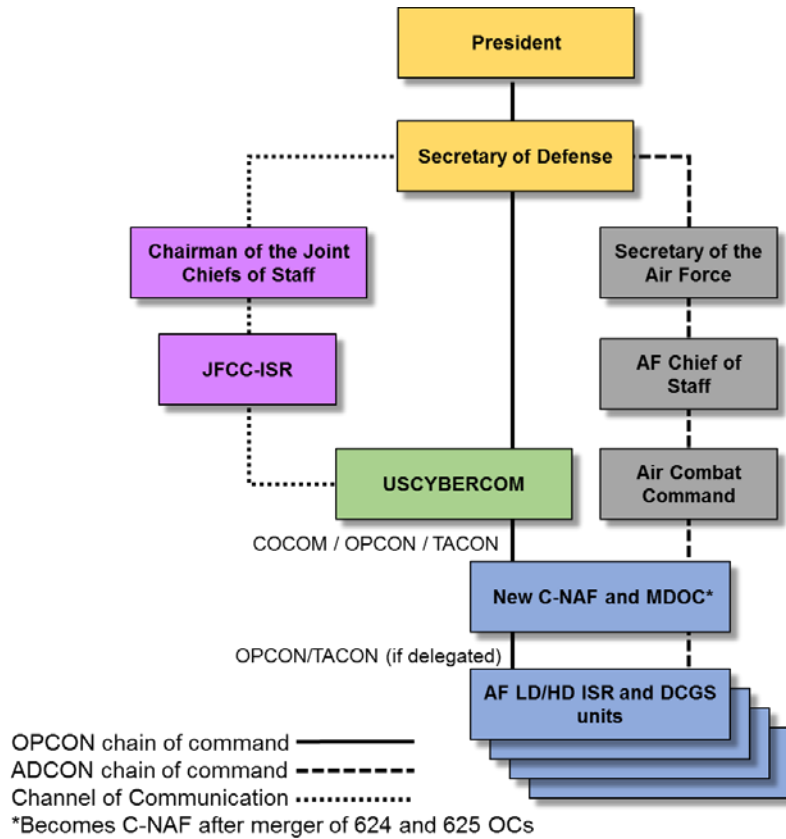 President
Secretary of Defense
Chairman of the Joint
Chiefs of Staff
Secretary of the
Air Force
JFCC-ISR
AF Chief of
Staff
USCYBERCOM
Air Combat
Command
COCOM / OPCON / TACON
New C-NAF and MDOC*
OPCON/TACON (if delegated)
AF LD/HD ISR and DCGS
units
OPCON chain of command
ADCON chain of command
Channel of Communication
*Becomes C-NAF after merger of 624 and 625 OCs